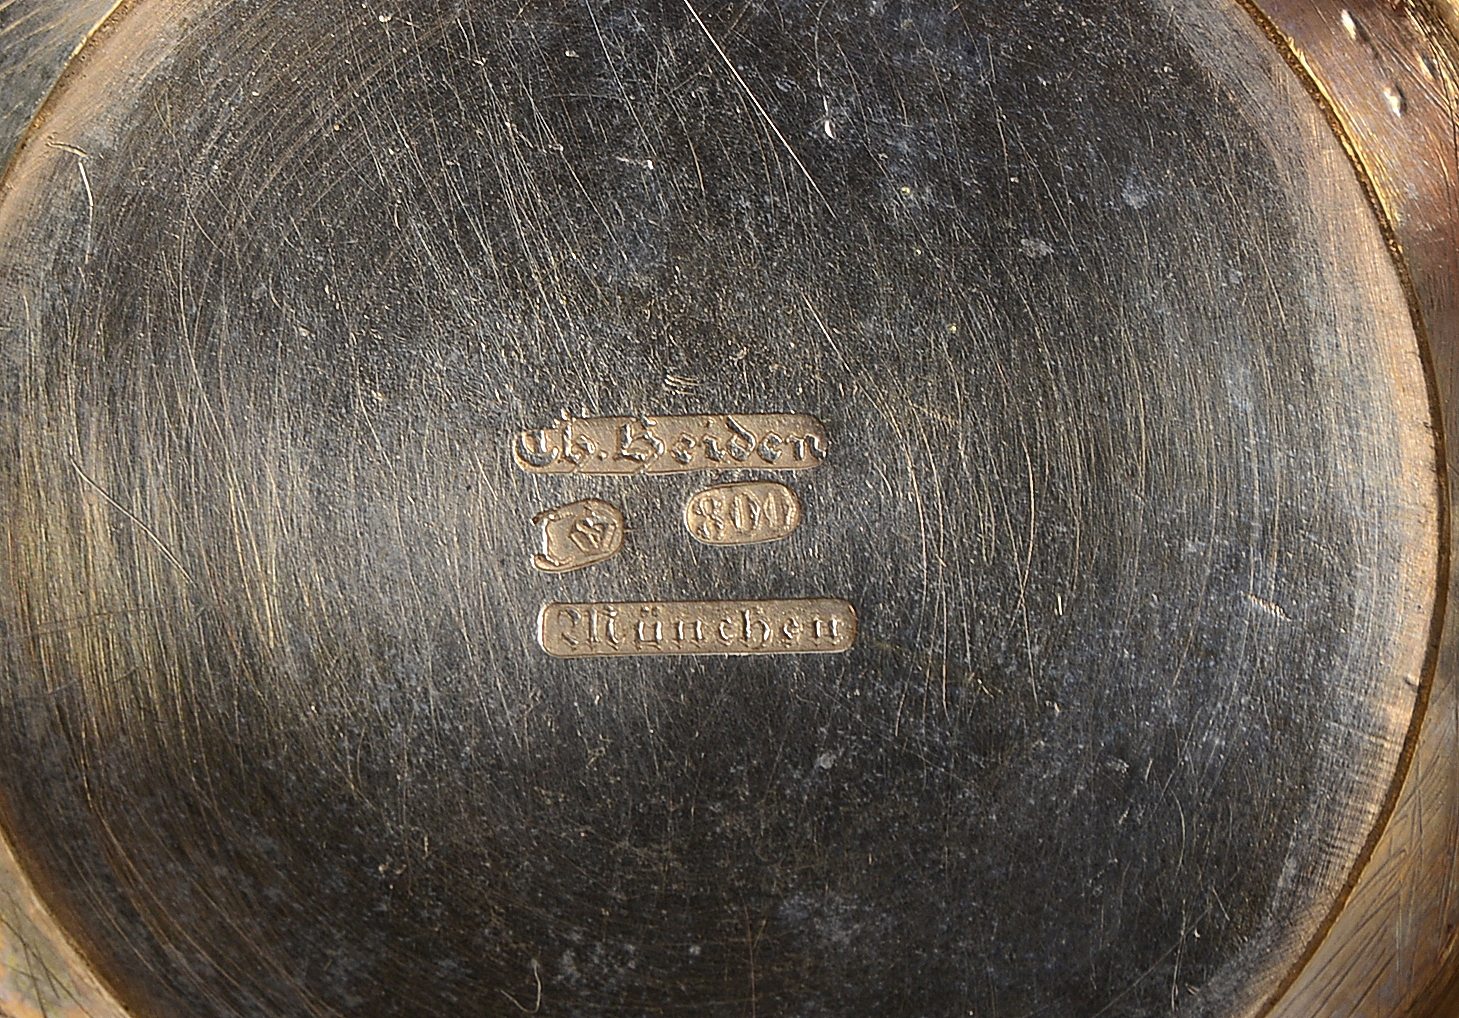 Th. Heiden
800
München